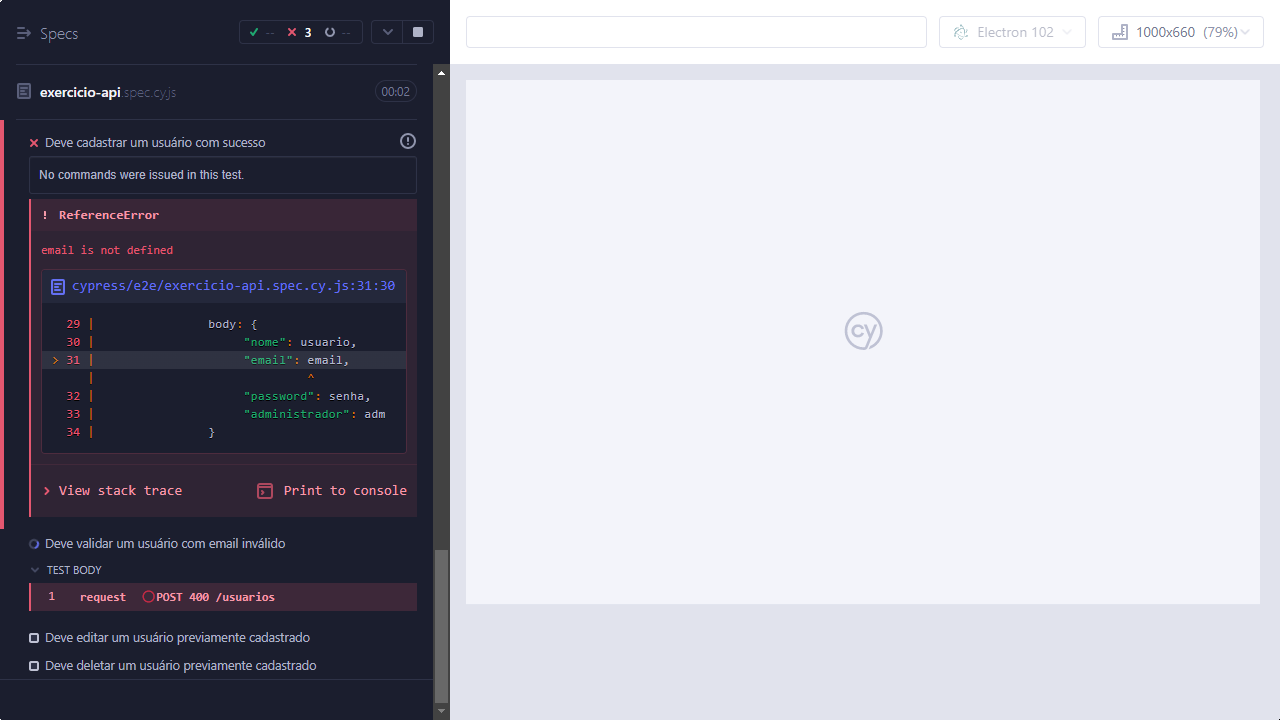 Specs
-- 3 --
Electron 102
1000x660 (79%)
exercicio-api.spec.cy.js
00:02
Deve cadastrar um usuário com sucesso
No commands were issued in this test.
! ReferenceError
email is not defined
cypress/e2e/exercicio-api.spec.cy.js:31:30
29 | body: {
30 | "nome": usuario,
> 31 | "email": email,
| ^
32 | "password": senha,
33 | "administrador": adm
34 | }
> View stack trace
Print to console
Deve validar um usuário com email inválido
TEST BODY
1 request POST 400 /usuarios
Deve editar um usuário previamente cadastrado
Deve deletar um usuário previamente cadastrado
cy